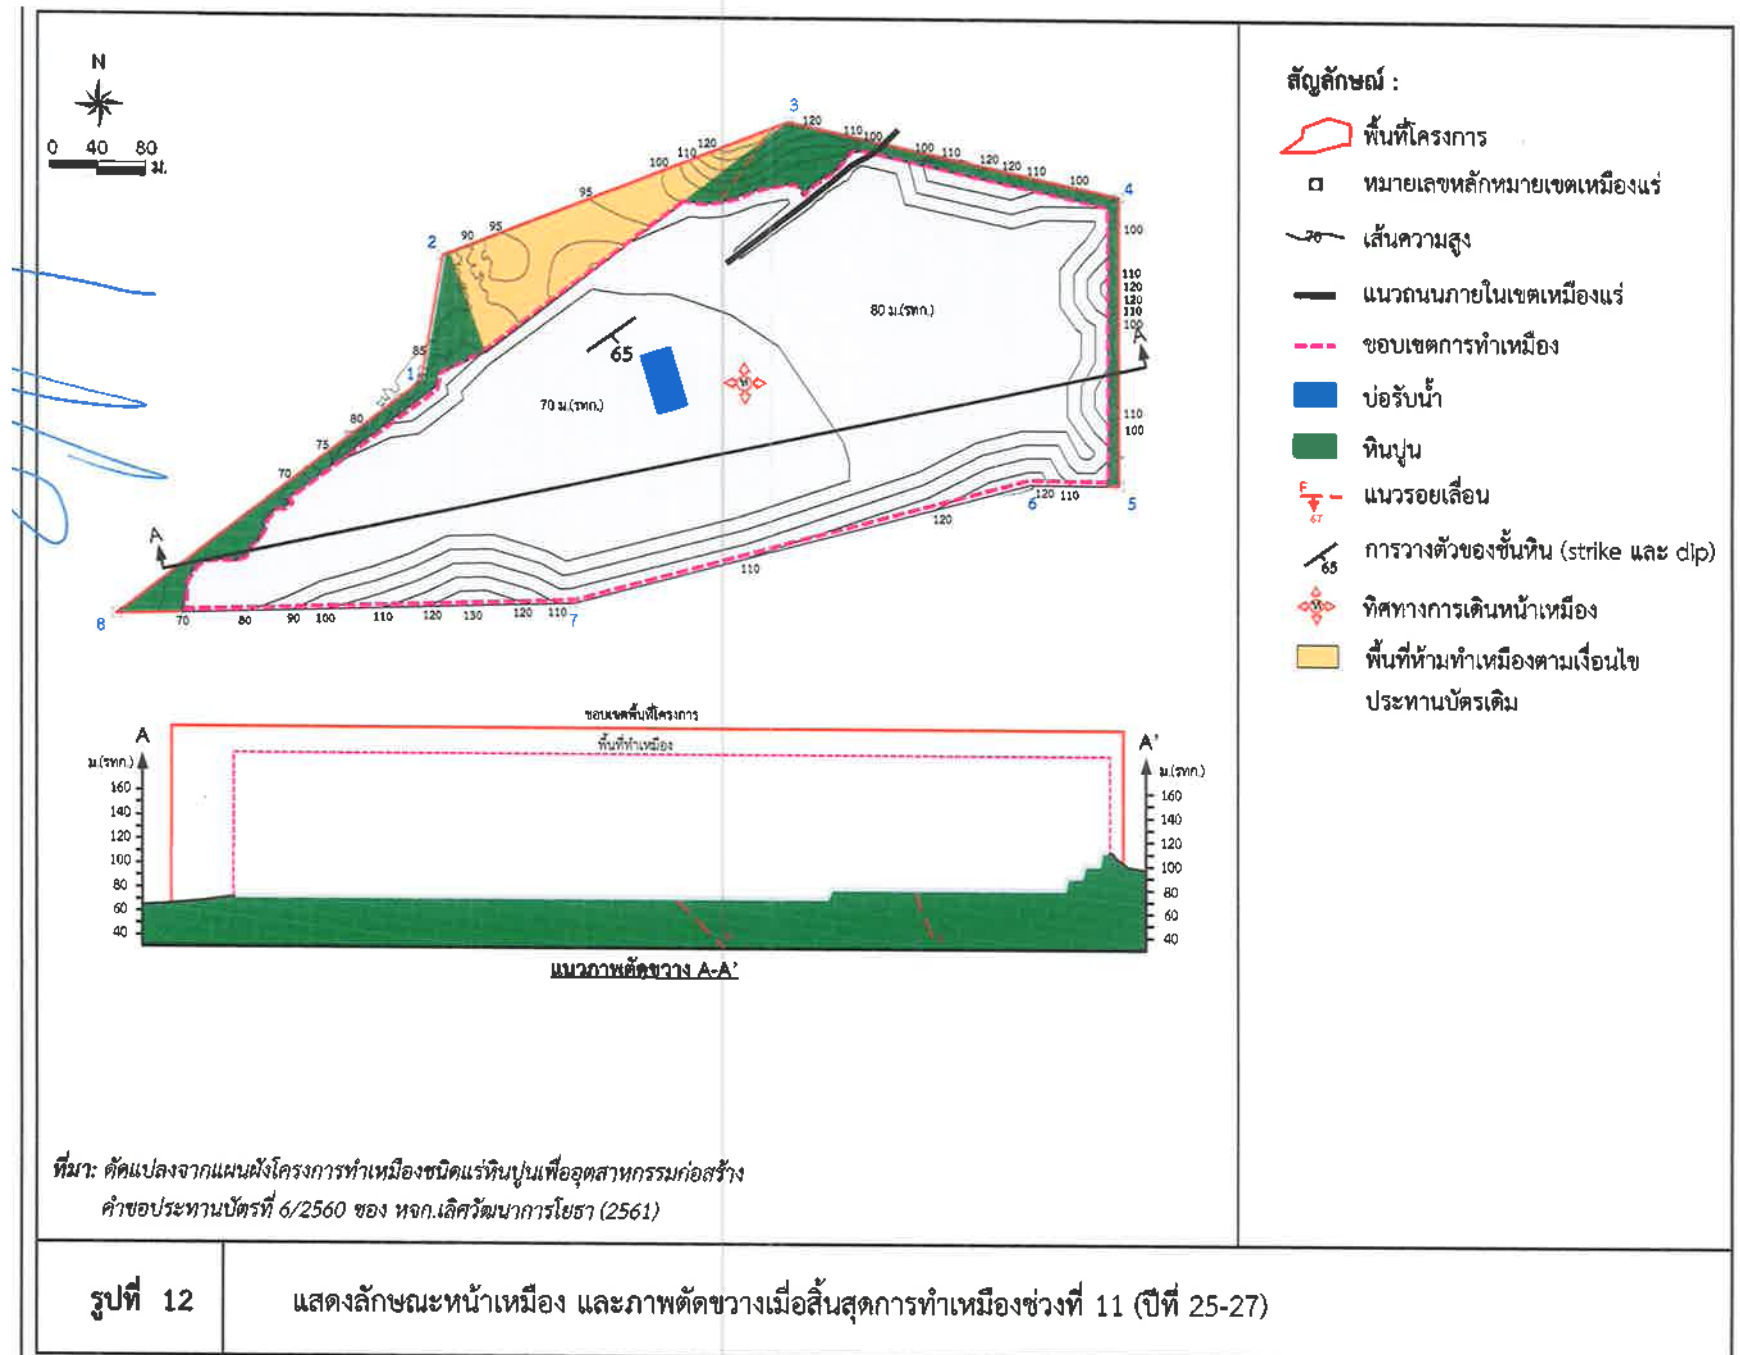 N
0 40 80
ม.
3
120
110
100
100
110
120
120
110
100
4
120
110
100
95
2
90
95
100
110
120
120
110
100
A
80 ม.(รทก.)
65
85
1
ห
70 ม.(รทก.)
80
75
70
110
100
A
120
110
6
5
120
110
8
70
80
90
100
110
120
130
120
110
7
สัญลักษณ์ :
พื้นที่โครงการ
หมายเลขหลักหมายเขตเหมืองแร่
70
เส้นความสูง
แนวถนนภายในเขตเหมืองแร่
ขอบเขตการทำเหมือง
บ่อรับน้ำ
หินปูน
F
67
แนวรอยเลื่อน
65
การวางตัวของชั้นหิน (strike และ dip)
ห
ทิศทางการเดินหน้าเหมือง
พื้นที่ห้ามทำเหมืองตามเงื่อนไข
ประทานบัตรเดิม
ขอบเขตพื้นที่โครงการ
พื้นที่ทำเหมือง
A
ม.(รทก.)
160
140
120
100
80
60
40
A'
ม.(รทก.)
160
140
120
100
80
60
40
แนวภาพตัดขวาง A-A'
ที่มา: ดัดแปลงจากแผนผังโครงการทำเหมืองชนิดแร่หินปูนเพื่ออุตสาหกรรมก่อสร้าง
คำขอประทานบัตรที่ 6/2560 ของ หจก.เลิศวัฒนาการโยธา (2561)
รูปที่ 12
แสดงลักษณะหน้าเหมือง และภาพตัดขวางเมื่อสิ้นสุดการทำเหมืองช่วงที่ 11 (ปีที่ 25-27)